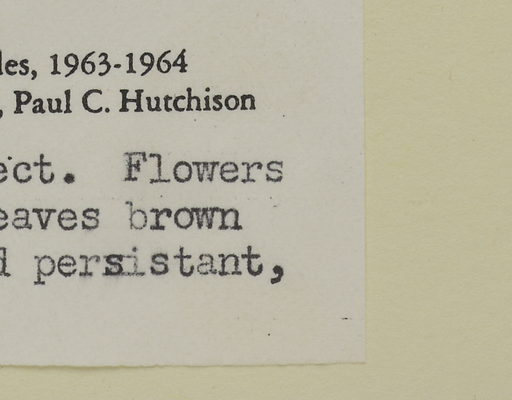 les, 1963-1964
, Paul C. Hutchison
ect. Flowers
eaves brown
d persistant,